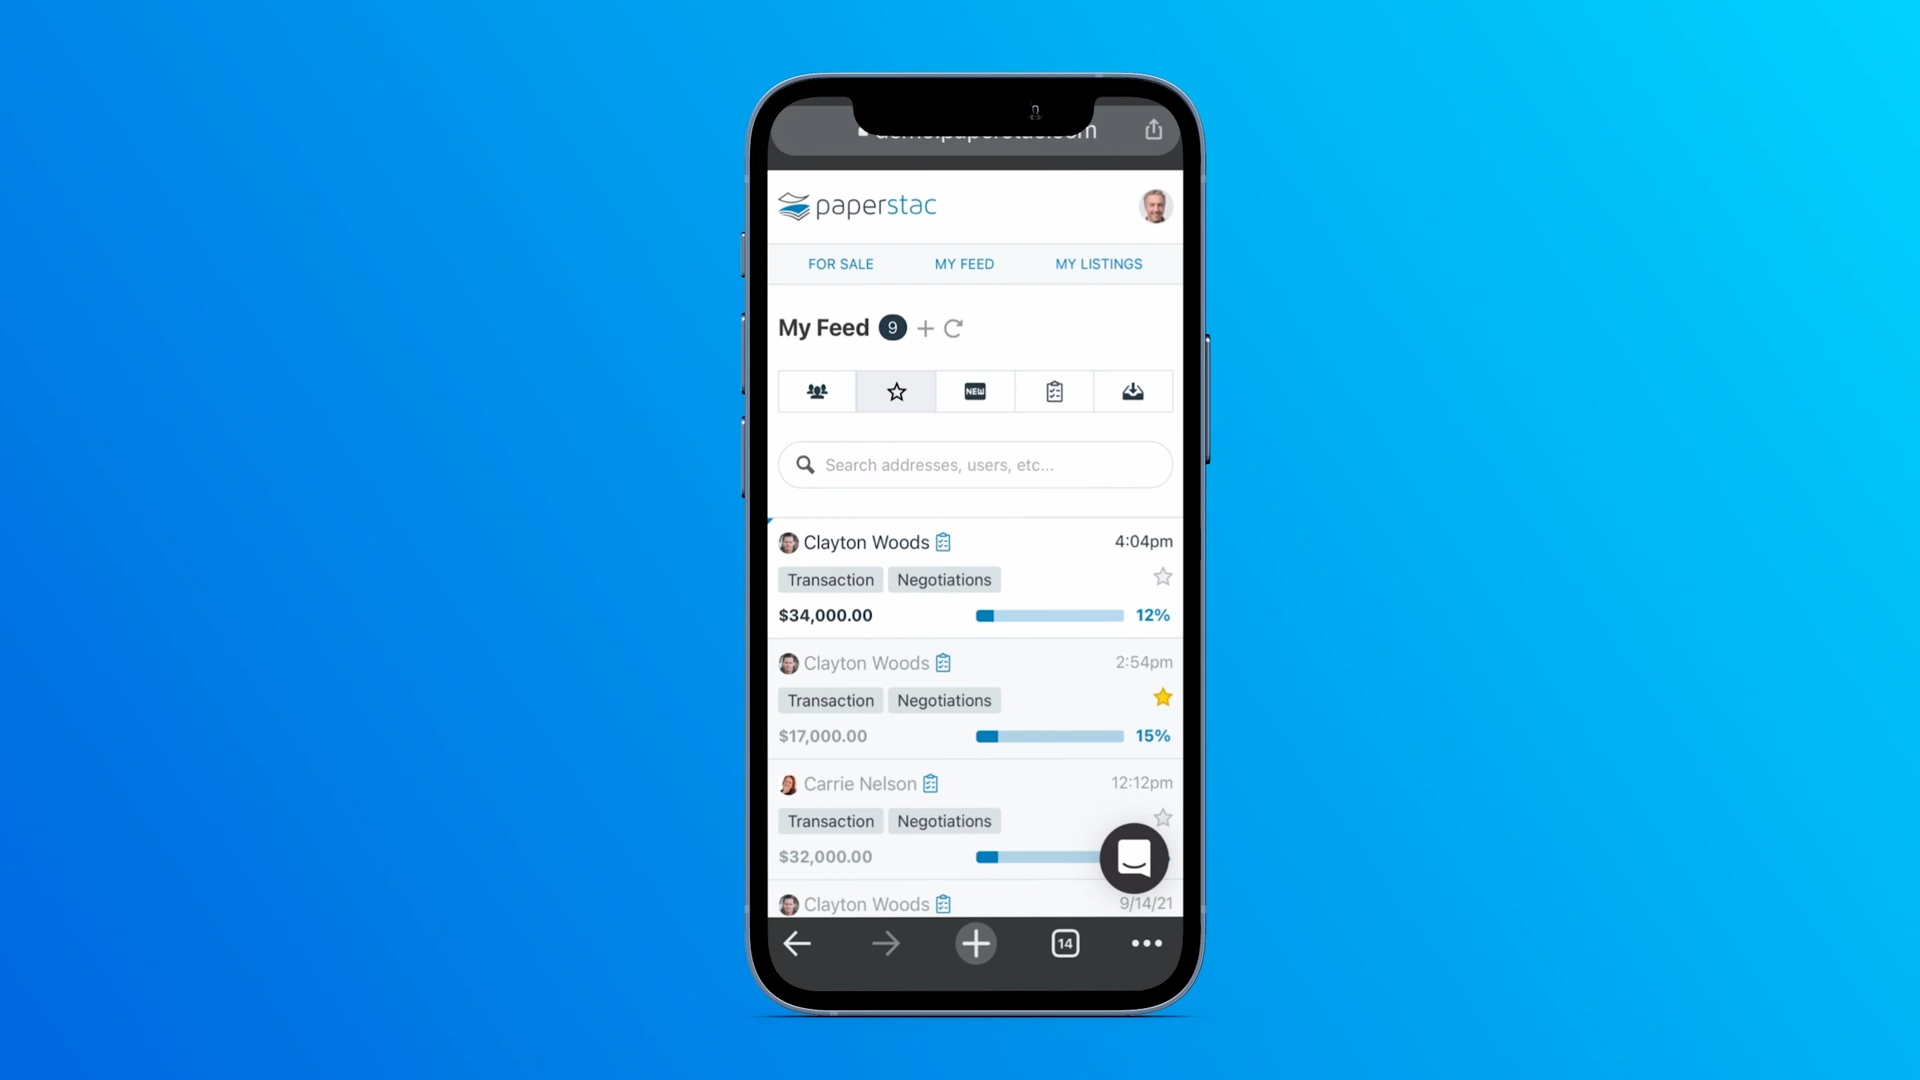 paperstac
FOR SALE MY FEED MY LISTINGS
My Feed 9
NEW
Search addresses, users, etc...
Clayton Woods 4:04pm
Transaction Negotiations
$34,000.00 12%
Clayton Woods 2:54pm
Transaction Negotiations
$17,000.00 15%
Carrie Nelson 12:12pm
Transaction Negotiations
$32,000.00
Clayton Woods 9/14/21
14